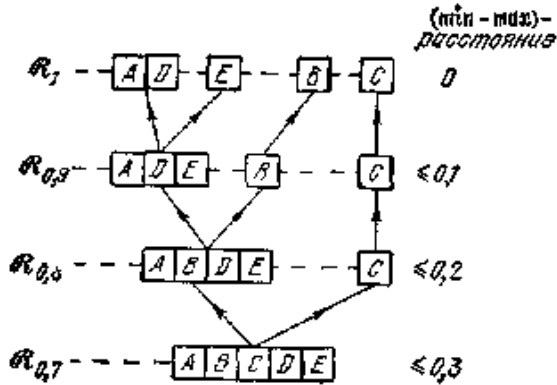 (min-max)-
расстояние
ℛ₁ A D E B C 0
ℛ₀,₉ A D E B C ≤0,1
ℛ₀,₈ A B D E C ≤0,2
ℛ₀,₇ A B C D E ≤0,3